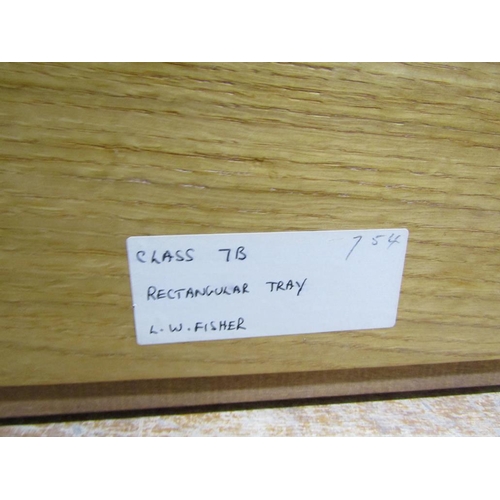 CLASS 7B 754
RECTANGULAR TRAY
L.W.FISHER